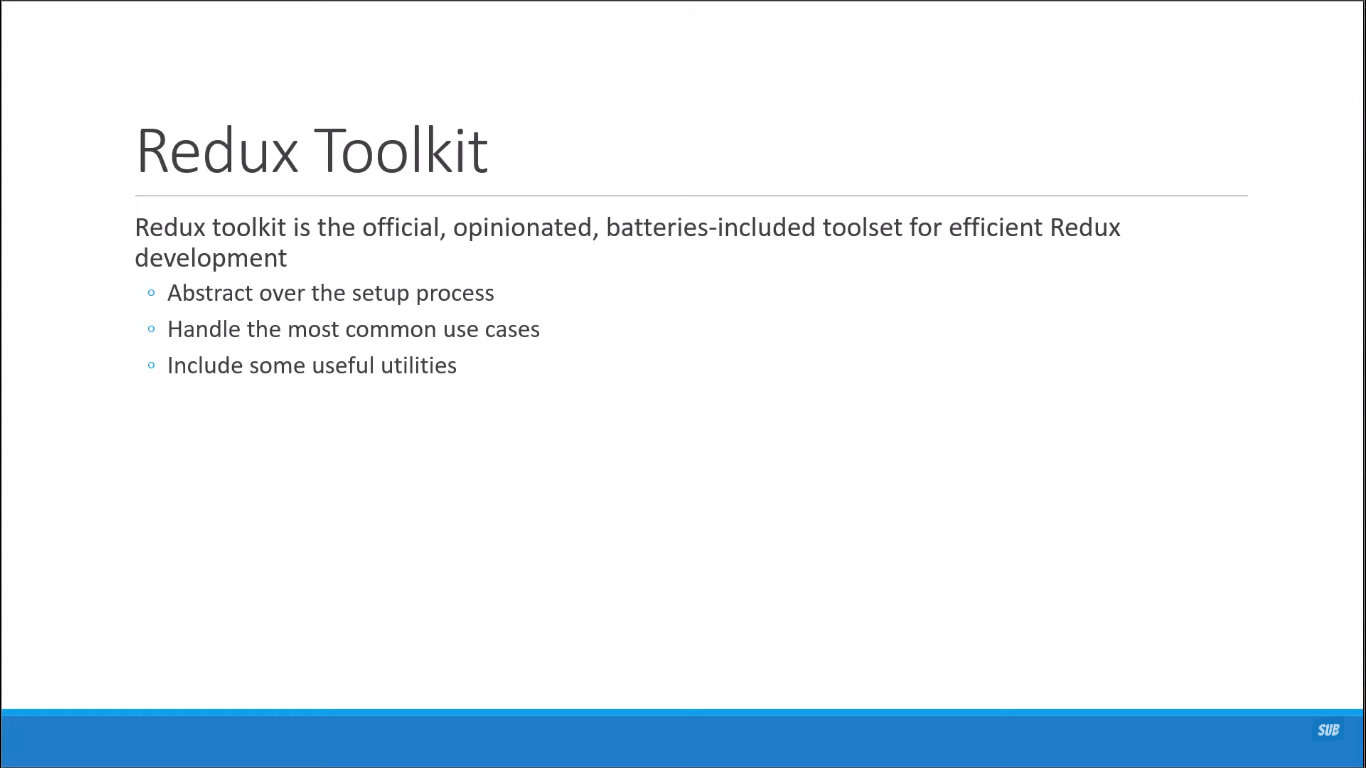 Redux Toolkit
Redux toolkit is the official, opinionated, batteries-included toolset for efficient Redux
development
Abstract over the setup process
Handle the most common use cases
Include some useful utilities
SUB